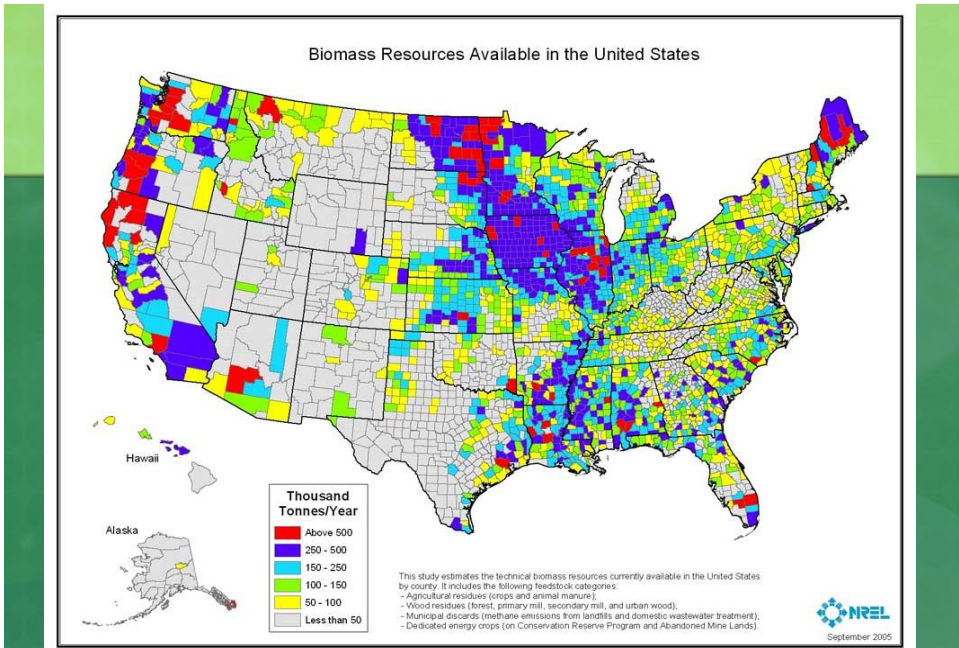 Biomass Resources Available in the United States
Hawaii
Alaska
Thousand
Tonnes/Year
Above 500
250 - 500
150 - 250
100 - 150
50 - 100
Less than 50
This study estimates the technical biomass resources currently available in the United States
by county. It includes the following feedstock categories:
- Agricultural residues (crops and animal manure);
- Wood residues (forest, primary mill, secondary mill, and urban wood);
- Municipal discards (methane emissions from landfills and domestic wastewater treatment);
- Dedicated energy crops (on Conservation Reserve Program and Abandoned Mine Lands).
NREL
September 2005